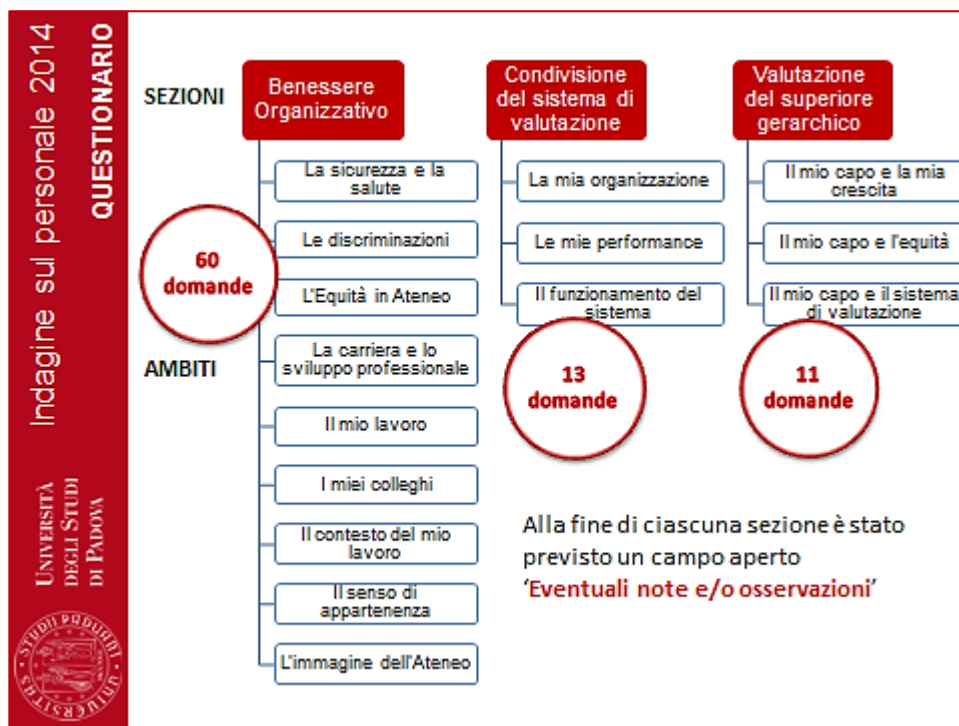 Indagine sul personale 2014
QUESTIONARIO
UNIVERSITÀ
DEGLI STUDI
DI PADOVA
SEZIONI
Benessere
Organizzativo
La sicurezza e la
salute
Le discriminazioni
L'Equità in Ateneo
La carriera e lo
sviluppo professionale
Il mio lavoro
I miei colleghi
Il contesto del mio
lavoro
Il senso di
appartenenza
L'immagine dell'Ateneo
60
domande
AMBITI
Condivisione
del sistema di
valutazione
La mia organizzazione
Le mie performance
Il funzionamento del
sistema
13
domande
Valutazione
del superiore
gerarchico
Il mio capo e la mia
crescita
Il mio capo e l'equità
Il mio capo e il sistema
di valutazione
11
domande
Alla fine di ciascuna sezione è stato
previsto un campo aperto
‘Eventuali note e/o osservazioni’